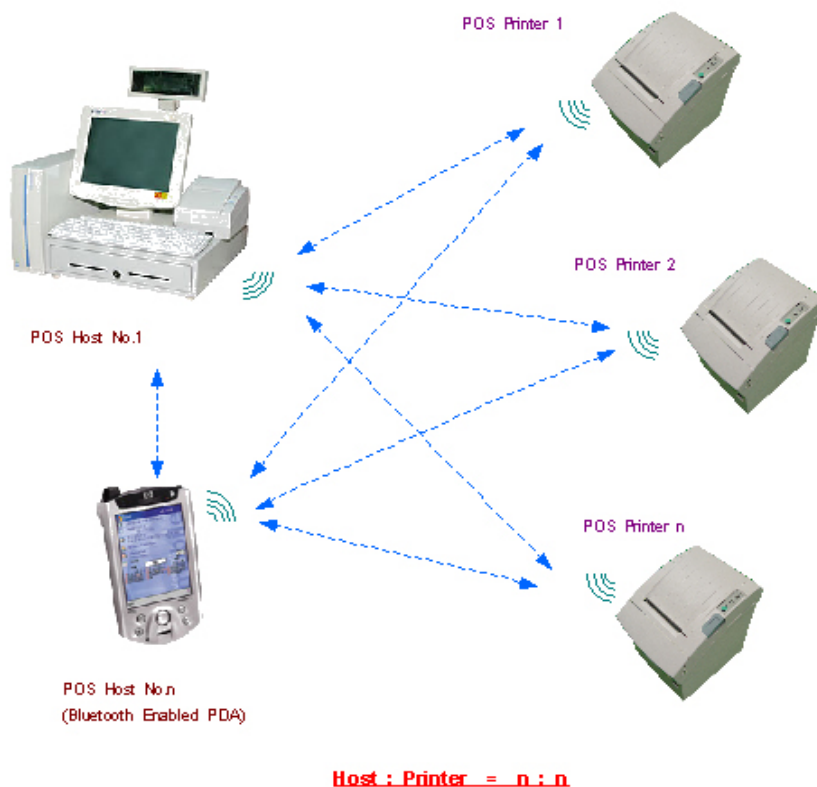 POS Printer 1
POS Printer 2
POS Host No.1
POS Printer n
POS Host No.n
(Bluetooth Enabled PDA)
Host : Printer = n : n